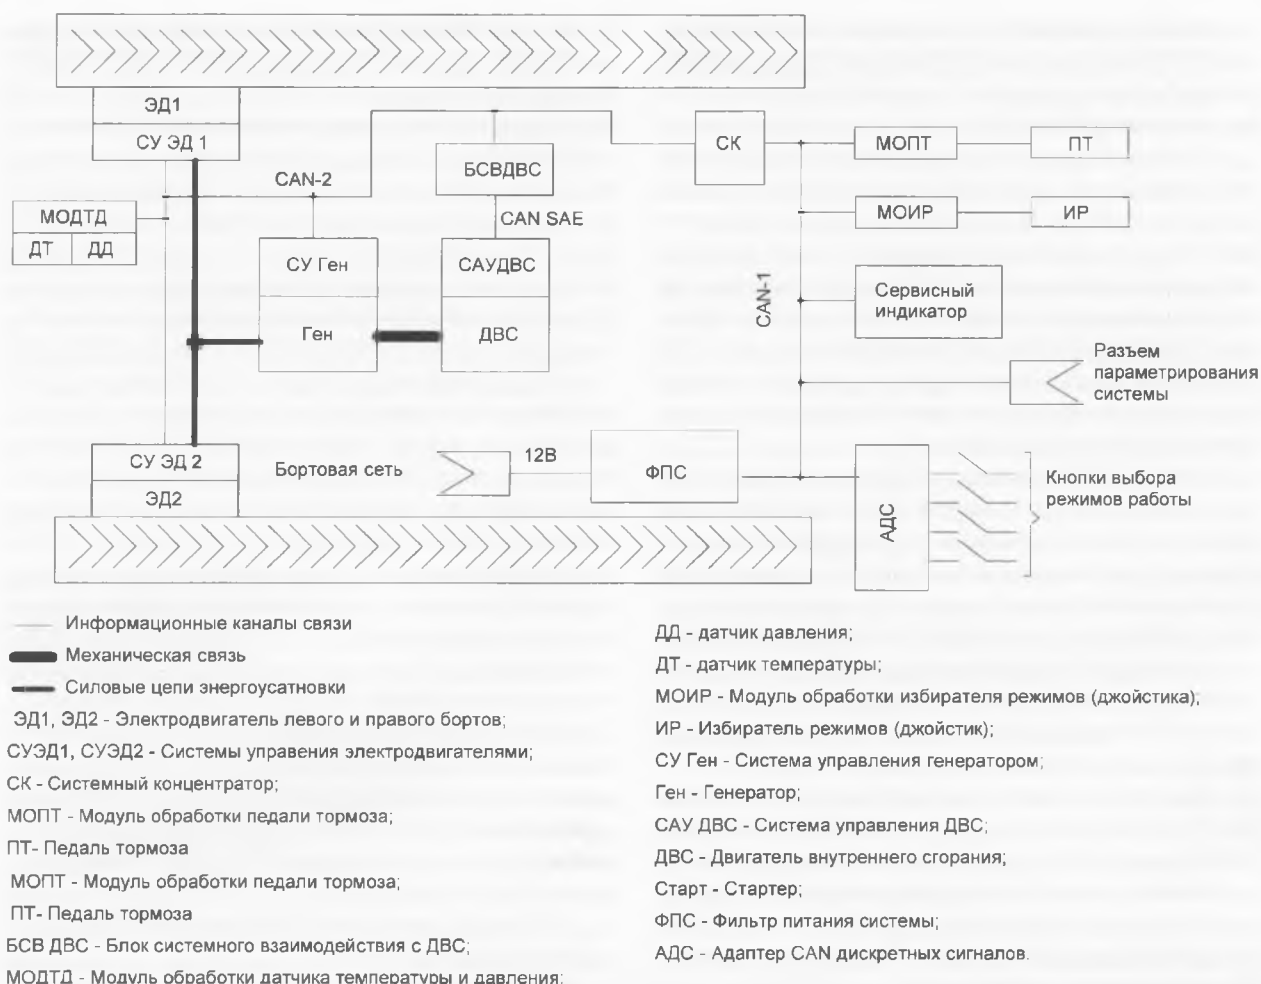 ЭД1
СУ ЭД 1
CAN-2
МОДТД
ДТ
ДД
СУ Ген
Ген
БСВДВС
CAN SAE
САУДВС
ДВС
СК
МОПТ
ПТ
МОИР
ИР
CAN-1
Сервисный
индикатор
Разъем
параметрирования
системы
СУ ЭД 2
ЭД2
Бортовая сеть
12В
ФПС
АДС
Кнопки выбора
режимов работы
Информационные каналы связи
Механическая связь
Силовые цепи энергоусатновки
ЭД1, ЭД2 - Электродвигатель левого и правого бортов;
СУЭД1, СУЭД2 - Системы управения электродвигателями;
СК - Системный концентратор;
МОПТ - Модуль обработки педали тормоза;
ПТ- Педаль тормоза
МОПТ - Модуль обработки педали тормоза;
ПТ- Педаль тормоза
БСВ ДВС - Блок системного взаимодействия с ДВС;
МОДТД - Модуль обработки датчика температуры и давления;
ДД - датчик давления;
ДТ - датчик температуры;
МОИР - Модуль обработки избирателя режимов (джойстика);
ИР - Избиратель режимов (джойстик);
СУ Ген - Система управления генератором;
Ген - Генератор;
САУ ДВС - Система управления ДВС;
ДВС - Двигатель внутреннего сгорания;
Старт - Стартер;
ФПС - Фильтр питания системы;
АДС - Адаптер CAN дискретных сигналов.